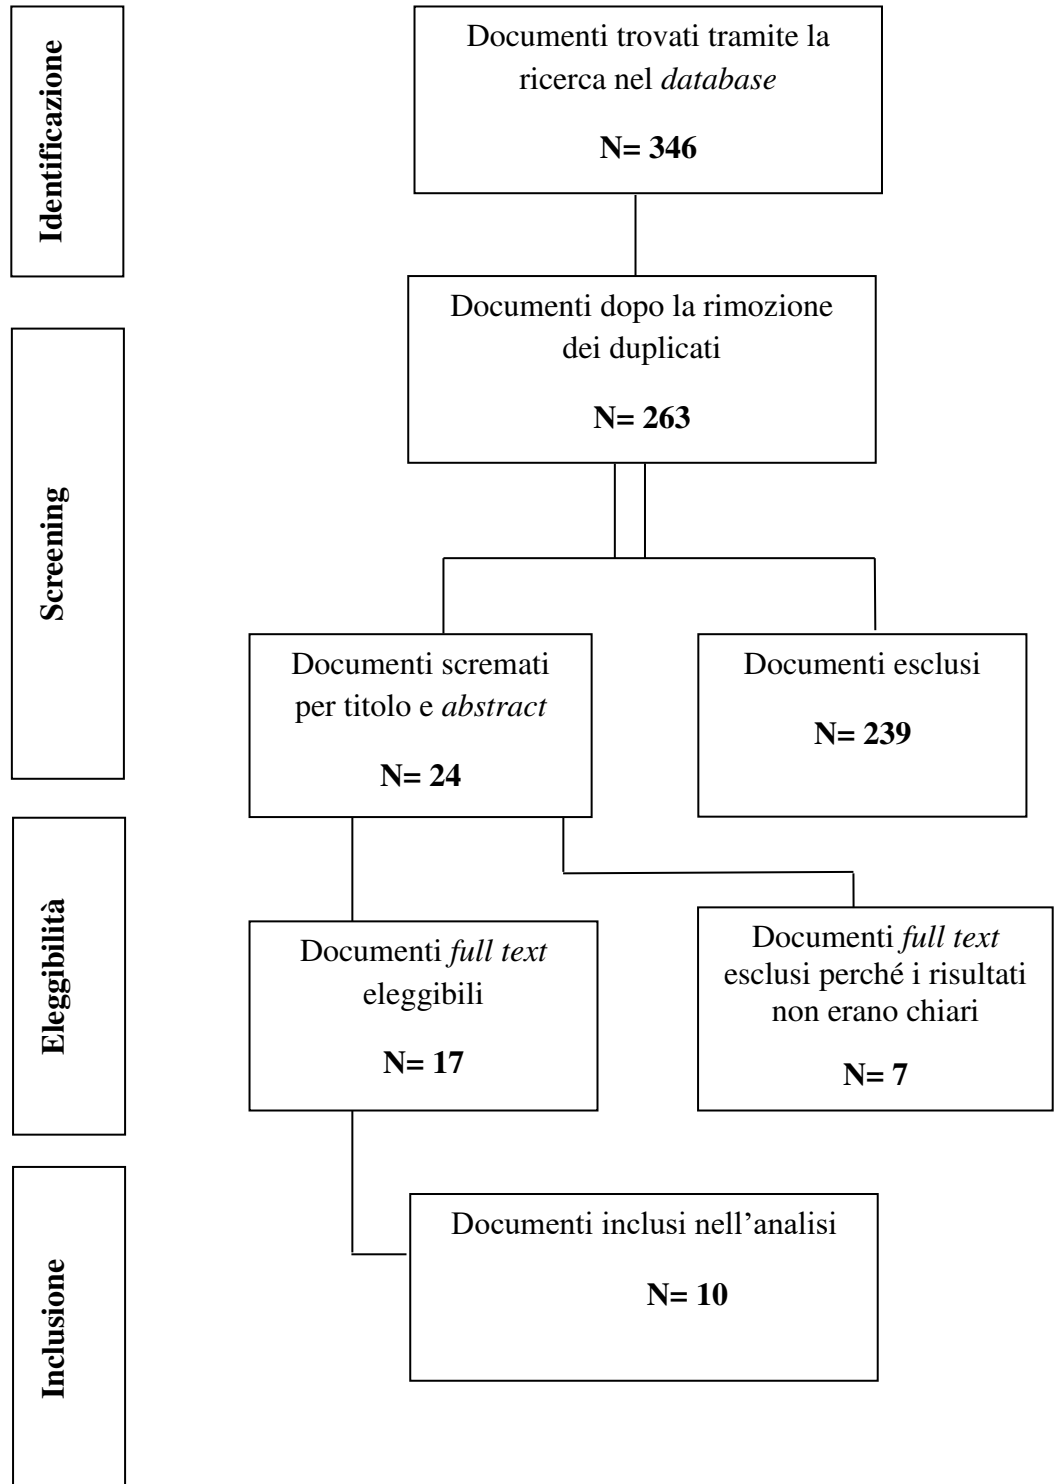 Identificazione
Documenti trovati tramite la
ricerca nel database
N= 346
Screening
Documenti dopo la rimozione
dei duplicati
N= 263
Documenti scremati
per titolo e abstract
N= 24
Documenti esclusi
N= 239
Eleggibilità
Documenti full text
eleggibili
N= 17
Documenti full text
esclusi perché i risultati
non erano chiari
N= 7
Inclusione
Documenti inclusi nell’analisi
N= 10